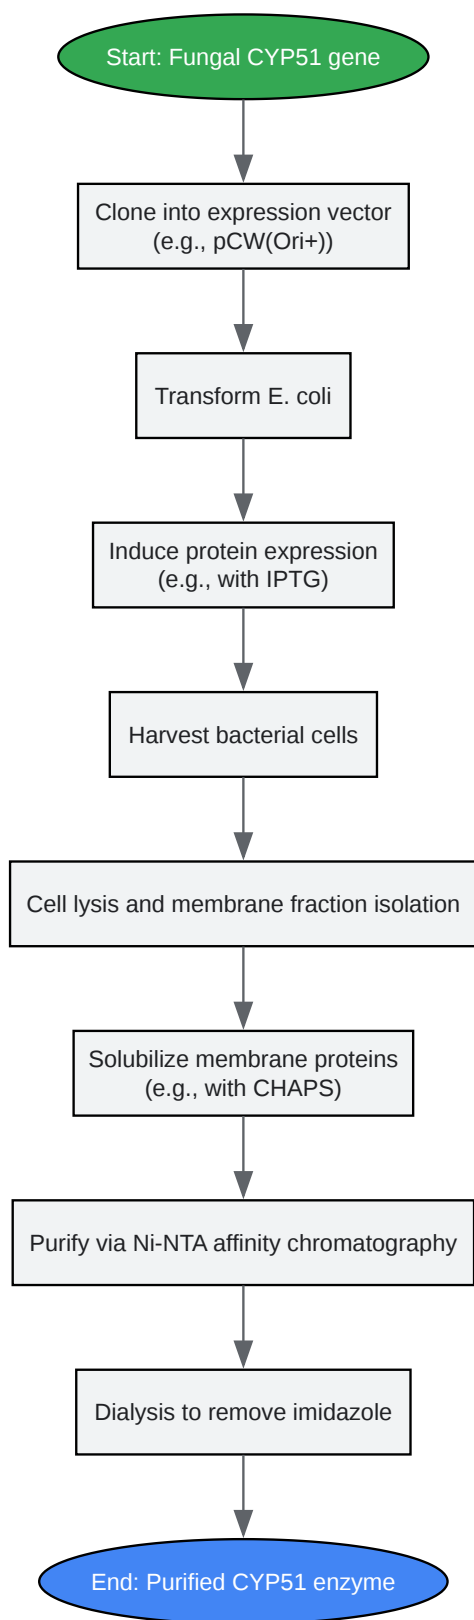 Start: Fungal CYP51 gene
Clone into expression vector
(e.g., pCW(Ori+))
Transform E. coli
Induce protein expression
(e.g., with IPTG)
Harvest bacterial cells
Cell lysis and membrane fraction isolation
Solubilize membrane proteins
(e.g., with CHAPS)
Purify via Ni-NTA affinity chromatography
Dialysis to remove imidazole
End: Purified CYP51 enzyme